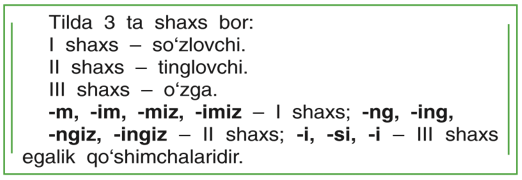 Tilda 3 ta shaxs bor:
I shaxs – so‘zlovchi.
II shaxs – tinglovchi.
III shaxs – o‘zga.
-m, -im, -miz, -imiz – I shaxs; -ng, -ing,
-ngiz, -ingiz – II shaxs; -i, -si, -i – III shaxs
egalik qo‘shimchalaridir.